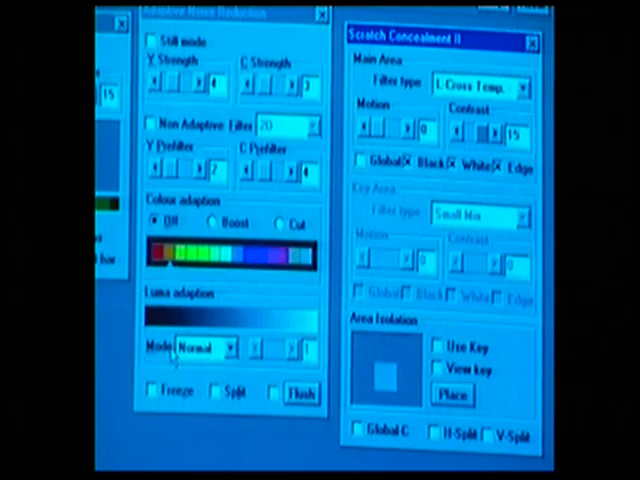 Adaptive Noise Reduction
Still mode
Y Strength
C Strength
4
3
Non Adaptive
Filter
20
Y Prefilter
C Prefilter
2
4
Colour adaption
Off
Boost
Cut
Luma adaption
Mode
Normal
1
Freeze
Split
Flush
15
Scratch Concealment II
Main Area
Filter type
L Cross Temp.
Motion
Contrast
0
15
Global
Black
White
Edge
Key Area
Filter type
Small Mix
Motion
Contrast
0
0
Global
Black
White
Edge
Area Isolation
Use Key
View key
Place
Global C
H-Split
V-Split